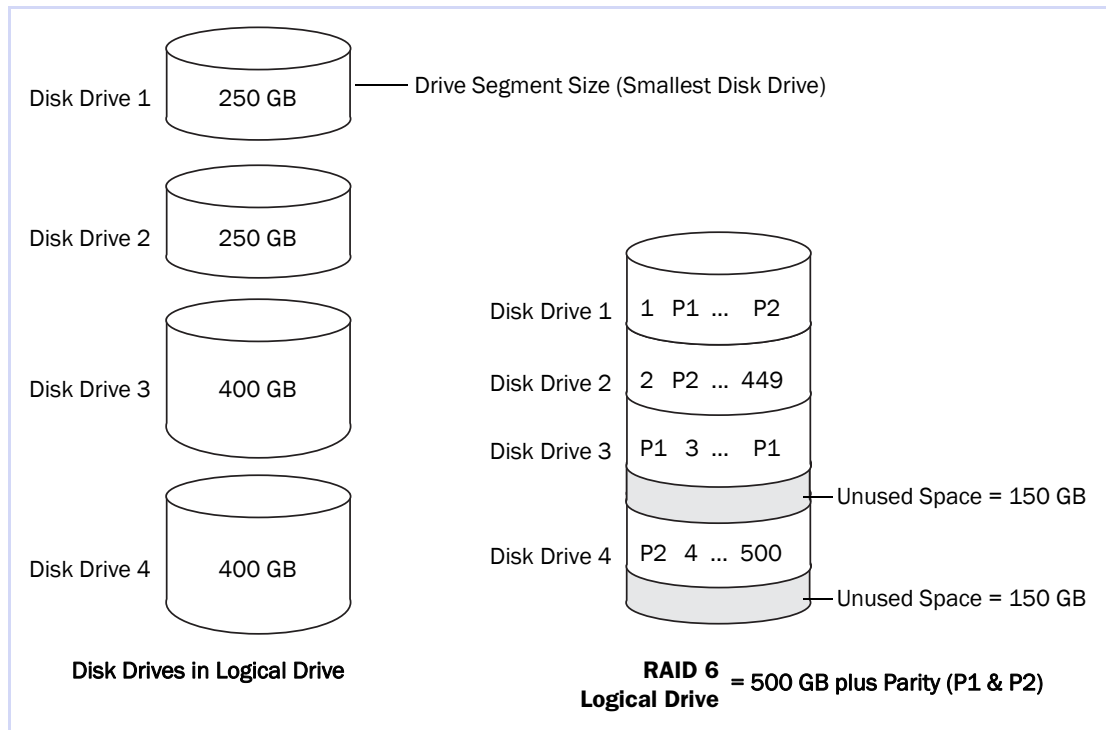 Disk Drive 1
250 GB
Drive Segment Size (Smallest Disk Drive)
Disk Drive 2
250 GB
Disk Drive 3
400 GB
Disk Drive 4
400 GB
Disk Drives in Logical Drive
Disk Drive 1
1 P1 ... P2
Disk Drive 2
2 P2 ... 449
Disk Drive 3
P1 3 ... P1
Unused Space = 150 GB
Disk Drive 4
P2 4 ... 500
Unused Space = 150 GB
RAID 6
Logical Drive
= 500 GB plus Parity (P1 & P2)